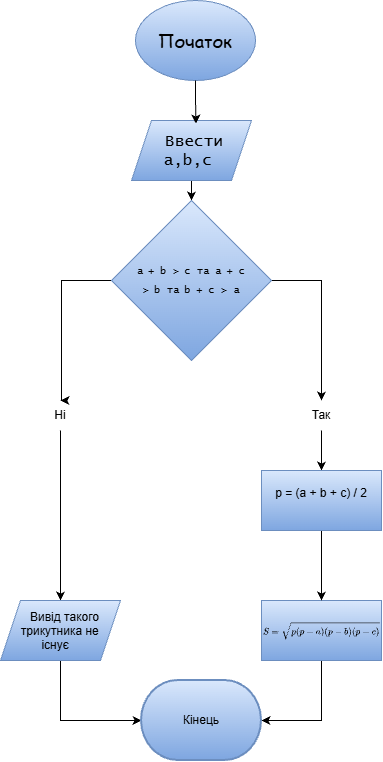 Початок
Ввести
a,b,c
a + b > c та a + c
> b та b + c > a
Ні
Так
p = (a + b + c) / 2
Вивід такого
трикутника не
існує
S = √p(p − a)(p − b)(p − c)
Кінець